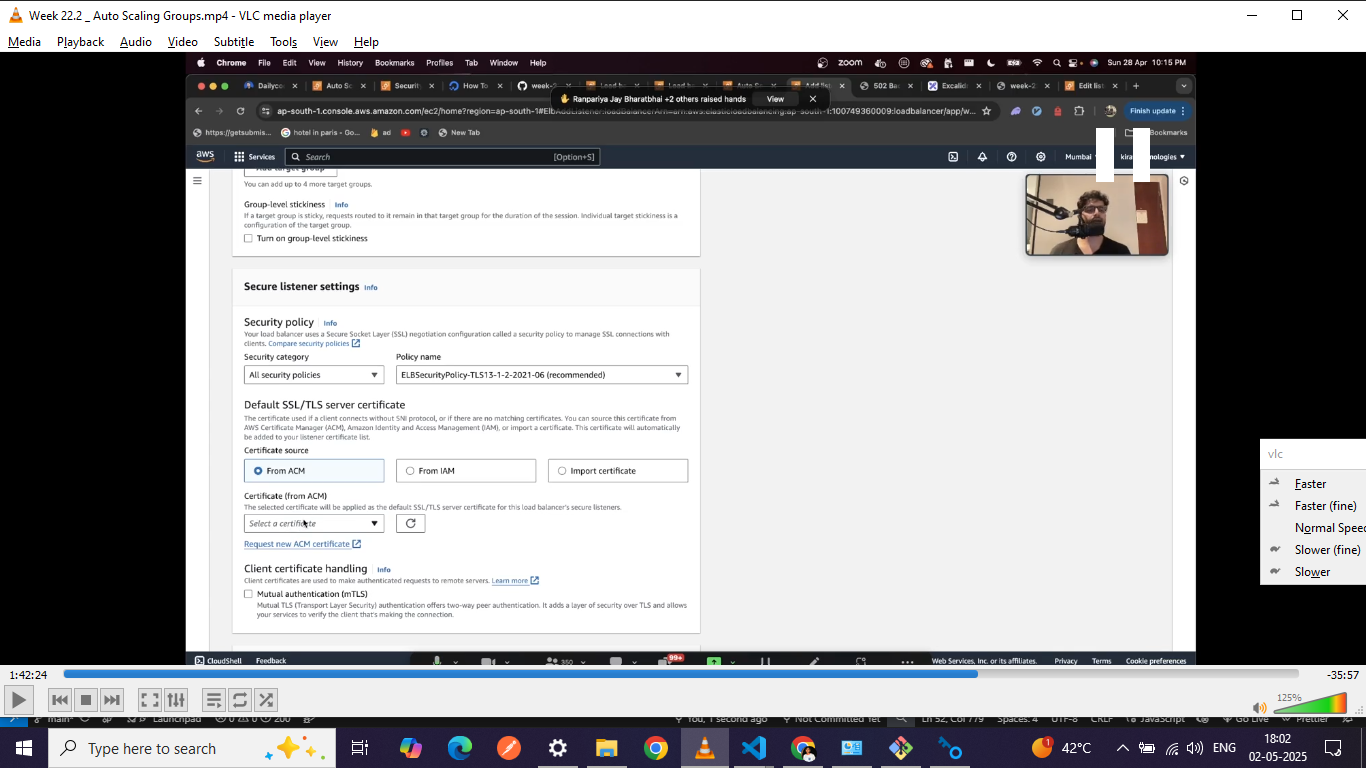 Week 22.2 _ Auto Scaling Groups.mp4 - VLC media player
Media Playback Audio Video Subtitle Tools View Help
Chrome File Edit View History Bookmarks Profiles Tab Window Help
zoom
Sun 28 Apr 10:15 PM
Dailyco
Auto Sc
Securit
How To
week-2
Load b
Load b
Auto Sc
Add lis
502 Ba
Excalid
week-2
Edit list
Ranpariya Jay Bharatbhai +2 others raised hands View
ap-south-1.console.aws.amazon.com/ec2/home?region=ap-south-1#
100749360009:loadbalancer/app/w...
Finish update
https://getsubmis...
hotel in paris - Go...
ad
New Tab
Bookmarks
aws
Services
Search [Option+S]
Mumbai
You can add up to 4 more target groups.
Group-level stickiness Info
If a target group is sticky, requests routed to it remain in that target group for the duration of the session. Individual target stickiness is a
configuration of the target group.
Turn on group-level stickiness
Secure listener settings Info
Security policy Info
Your load balancer uses a Secure Socket Layer (SSL) negotiation configuration called a security policy to manage SSL connections with
clients. Compare security policies
Security category
Policy name
All security policies
ELBSecurityPolicy-TLS13-1-2-2021-06 (recommended)
Default SSL/TLS server certificate
The certificate used if a client connects without SNI protocol, or if there are no matching certificates. You can source this certificate from
AWS Certificate Manager (ACM), Amazon Identity and Access Management (IAM), or import a certificate. This certificate will automatically
be added to your listener certificate list.
Certificate source
From ACM
From IAM
Import certificate
Certificate (from ACM)
The selected certificate will be applied as the default SSL/TLS server certificate for this load balancer's secure listeners.
Select a certificate
Request new ACM certificate
Client certificate handling Info
Client certificates are used to make authenticated requests to remote servers. Learn more
Mutual authentication (mTLS)
Mutual TLS (Transport Layer Security) authentication offers two-way peer authentication. It adds a layer of security over TLS and allows
your services to verify the client that's making the connection.
vlc
Faster
Faster (fine)
Normal Spee
Slower (fine)
Slower
CloudShell
Feedback
350
99+
Web Services, Inc. or its affiliates.
Privacy
Terms
Cookie preferences
1:42:24
-35:57
125%
main*
Launchpad
You, 1 second ago
Not Committed Yet
Ln 52, Col 779
Spaces: 4
UTF-8
CRLF
JavaScript
Go Live
Prettier
Type here to search
1
42°C
ENG
18:02
02-05-2025